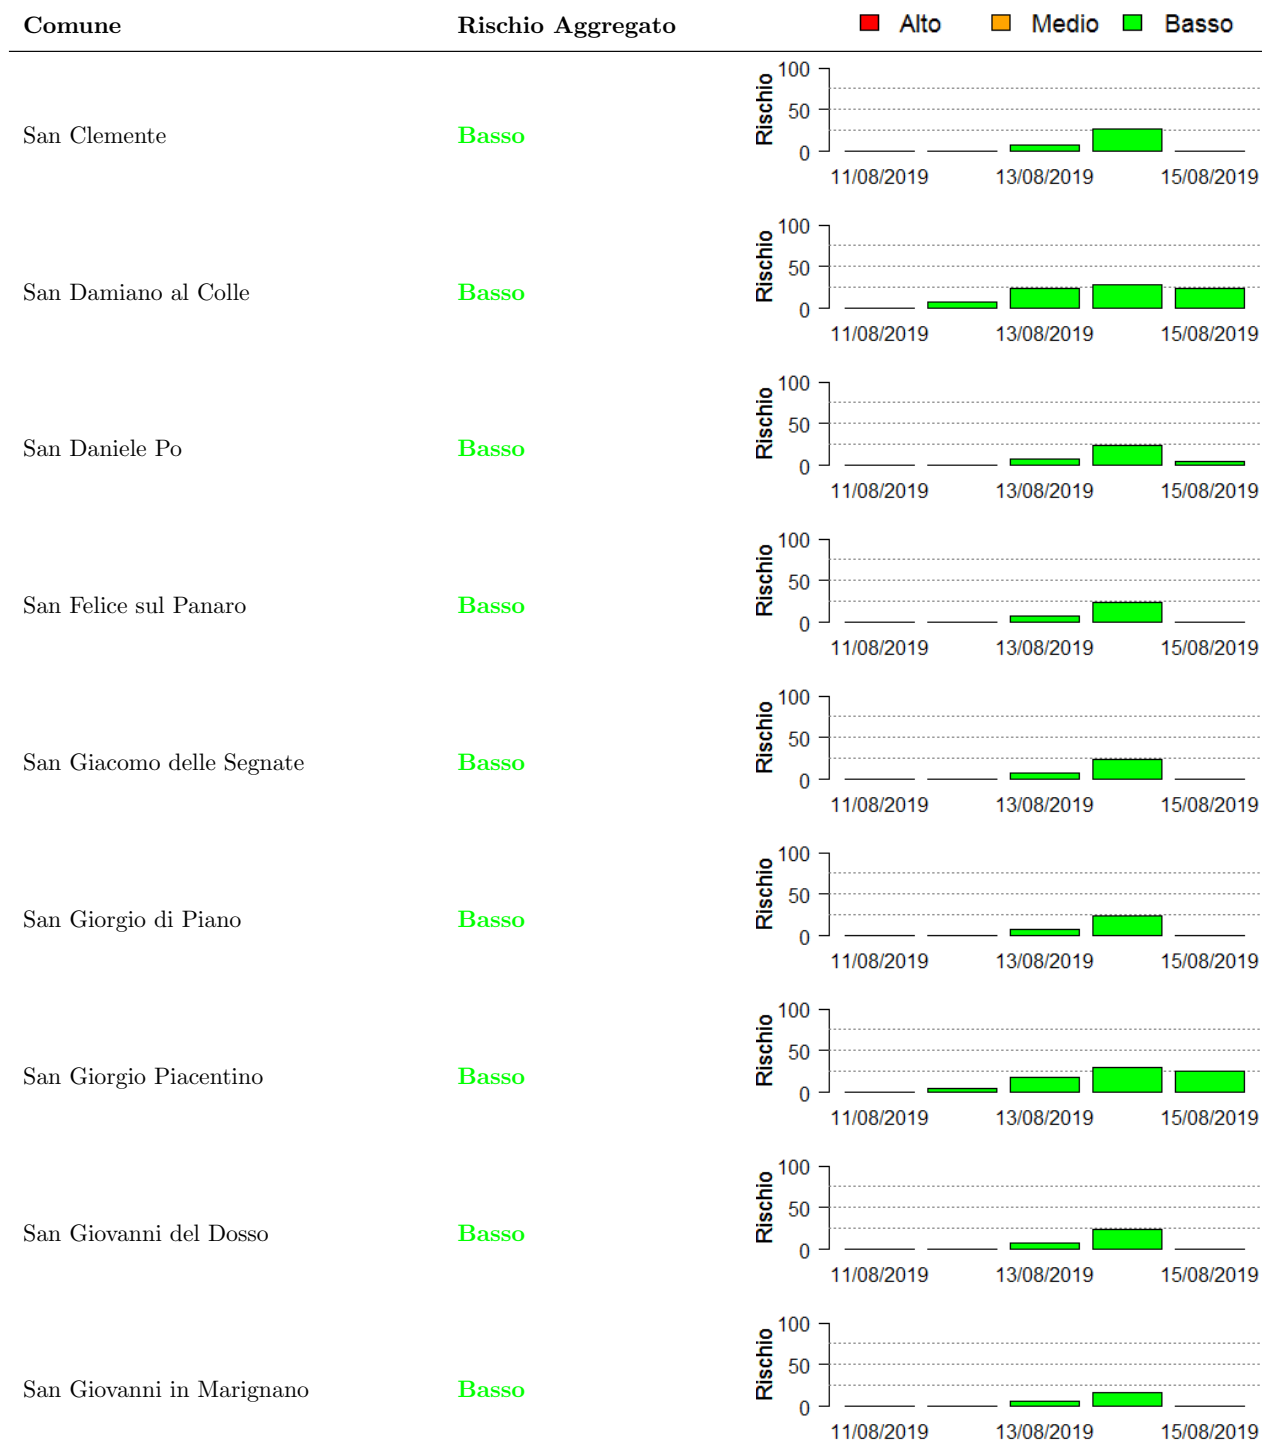 Comune Rischio Aggregato Alto Medio Basso
100
50
0
Rischio
San Clemente Basso
11/08/2019 13/08/2019 15/08/2019
100
50
0
Rischio
San Damiano al Colle Basso
11/08/2019 13/08/2019 15/08/2019
100
50
0
Rischio
San Daniele Po Basso
11/08/2019 13/08/2019 15/08/2019
100
50
0
Rischio
San Felice sul Panaro Basso
11/08/2019 13/08/2019 15/08/2019
100
50
0
Rischio
San Giacomo delle Segnate Basso
11/08/2019 13/08/2019 15/08/2019
100
50
0
Rischio
San Giorgio di Piano Basso
11/08/2019 13/08/2019 15/08/2019
100
50
0
Rischio
San Giorgio Piacentino Basso
11/08/2019 13/08/2019 15/08/2019
100
50
0
Rischio
San Giovanni del Dosso Basso
11/08/2019 13/08/2019 15/08/2019
100
50
0
Rischio
San Giovanni in Marignano Basso
11/08/2019 13/08/2019 15/08/2019